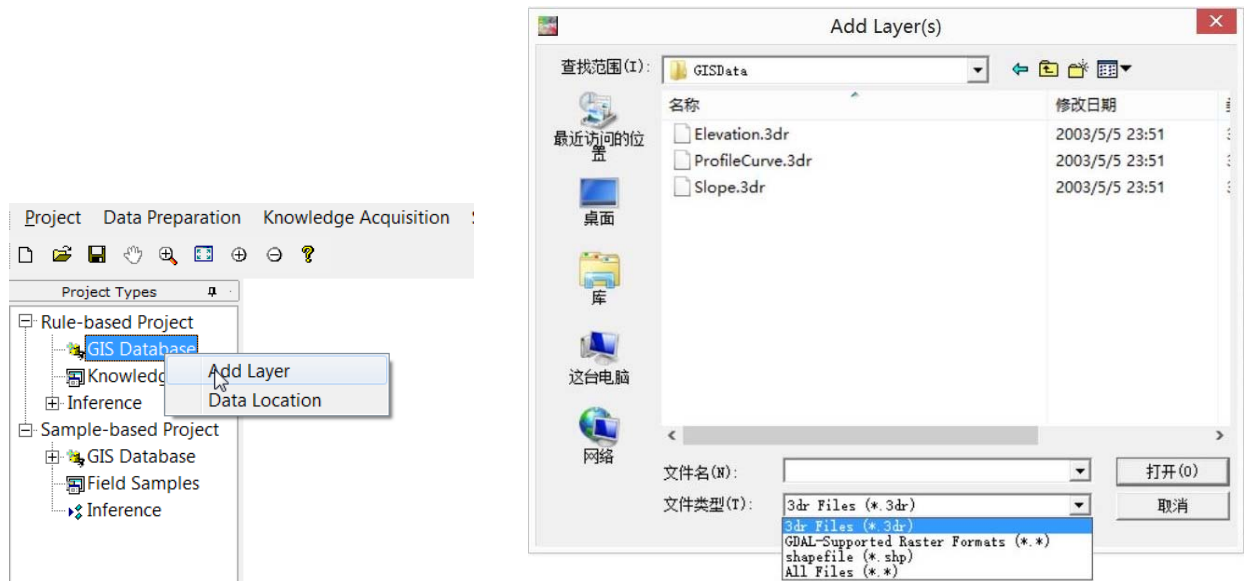 Project Data Preparation Knowledge Acquisition
Project Types
Rule-based Project
GIS Database
Knowledg
Inference
Sample-based Project
GIS Database
Field Samples
Inference
Add Layer
Data Location
Add Layer(s)
查找范围(I):
GISData
名称
修改日期
最近访问的位置
桌面
库
这台电脑
网络
Elevation.3dr
2003/5/5 23:51
ProfileCurve.3dr
2003/5/5 23:51
Slope.3dr
2003/5/5 23:51
文件名(N):
打开(O)
文件类型(T):
3dr Files (*.3dr)
取消
3dr Files (*.3dr)
GDAL-Supported Raster Formats (*.*)
shapefile (*.shp)
All Files (*.*)